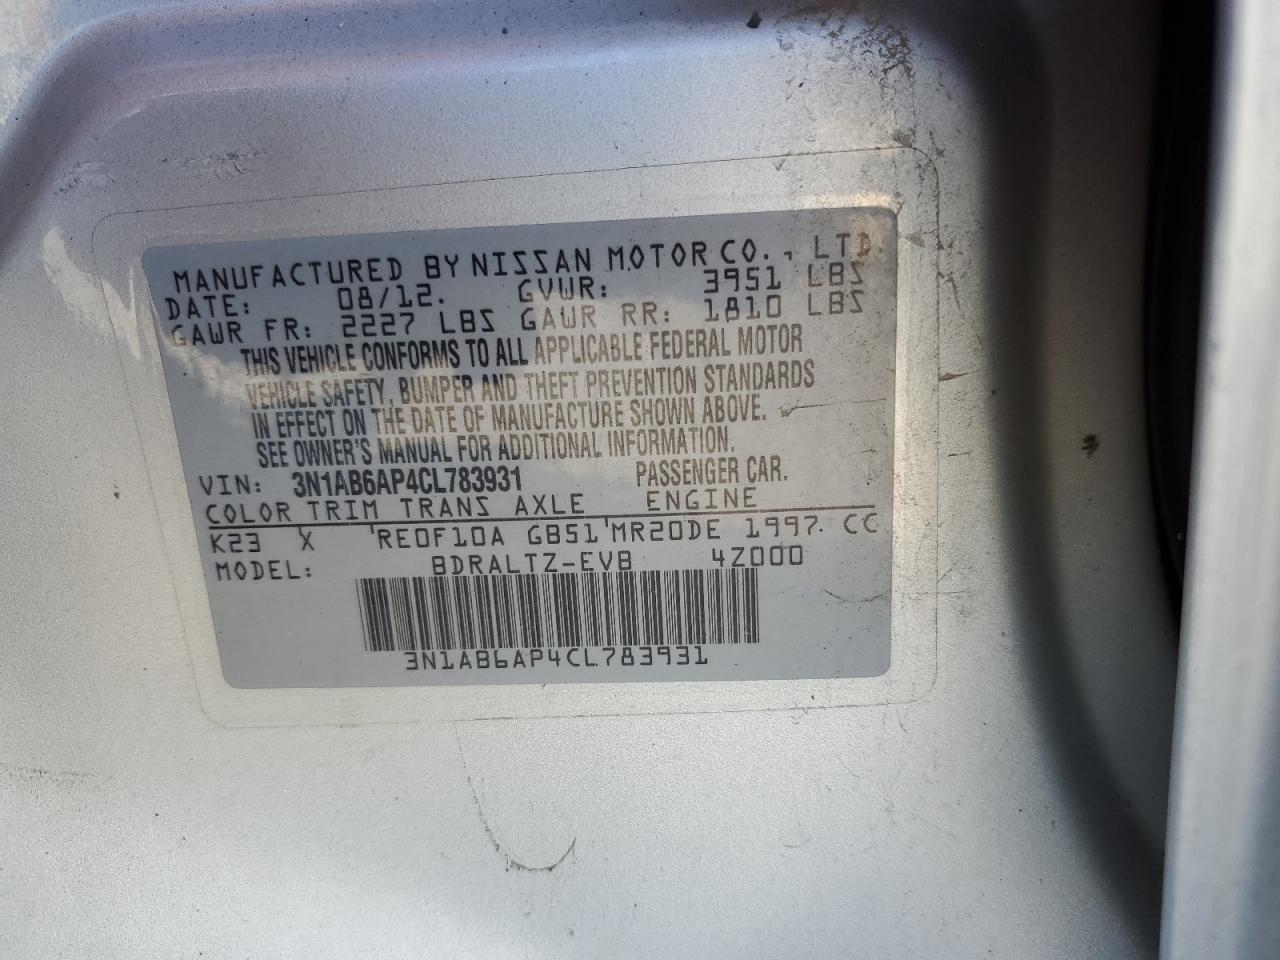 MANUFACTURED BY NISSAN MOTOR CO., LTD.
DATE: 08/12. GVWR: 3951 LBS
GAWR FR: 2227 LBS GAWR RR: 1810 LBS
THIS VEHICLE CONFORMS TO ALL APPLICABLE FEDERAL MOTOR
VEHICLE SAFETY, BUMPER AND THEFT PREVENTION STANDARDS
IN EFFECT ON THE DATE OF MANUFACTURE SHOWN ABOVE.
SEE OWNER'S MANUAL FOR ADDITIONAL INFORMATION.
VIN: 3N1AB6AP4CL783931 PASSENGER CAR.
COLOR TRIM TRANS AXLE ENGINE
K23 X RE0F10A GB51 MR20DE 1997 CC
MODEL: BDRALTZ-EVB 4Z000
3N1AB6AP4CL783931